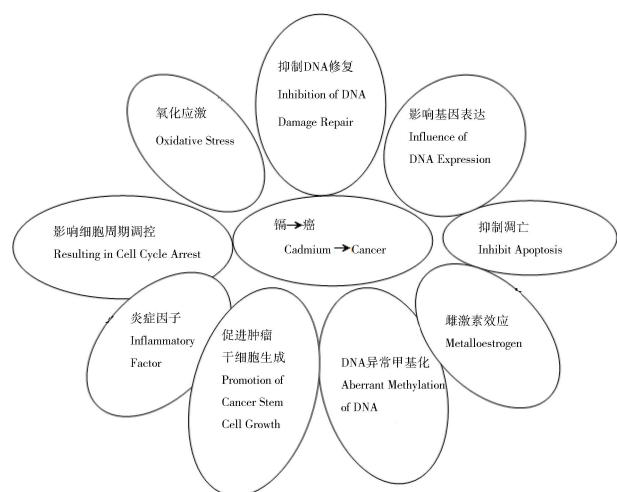 抑制DNA修复
Inhibition of DNA
Damage Repair
氧化应激
Oxidative Stress
影响基因表达
Influence of
DNA Expression
影响细胞周期调控
Resulting in Cell Cycle Arrest
镉→癌
Cadmium→Cancer
抑制凋亡
Inhibit Apoptosis
炎症因子
Inflammatory
Factor
促进肿瘤
干细胞生成
Promotion of
Cancer Stem
Cell Growth
DNA异常甲基化
Aberrant Methylation
of DNA
雌激素效应
Metalloestrogen